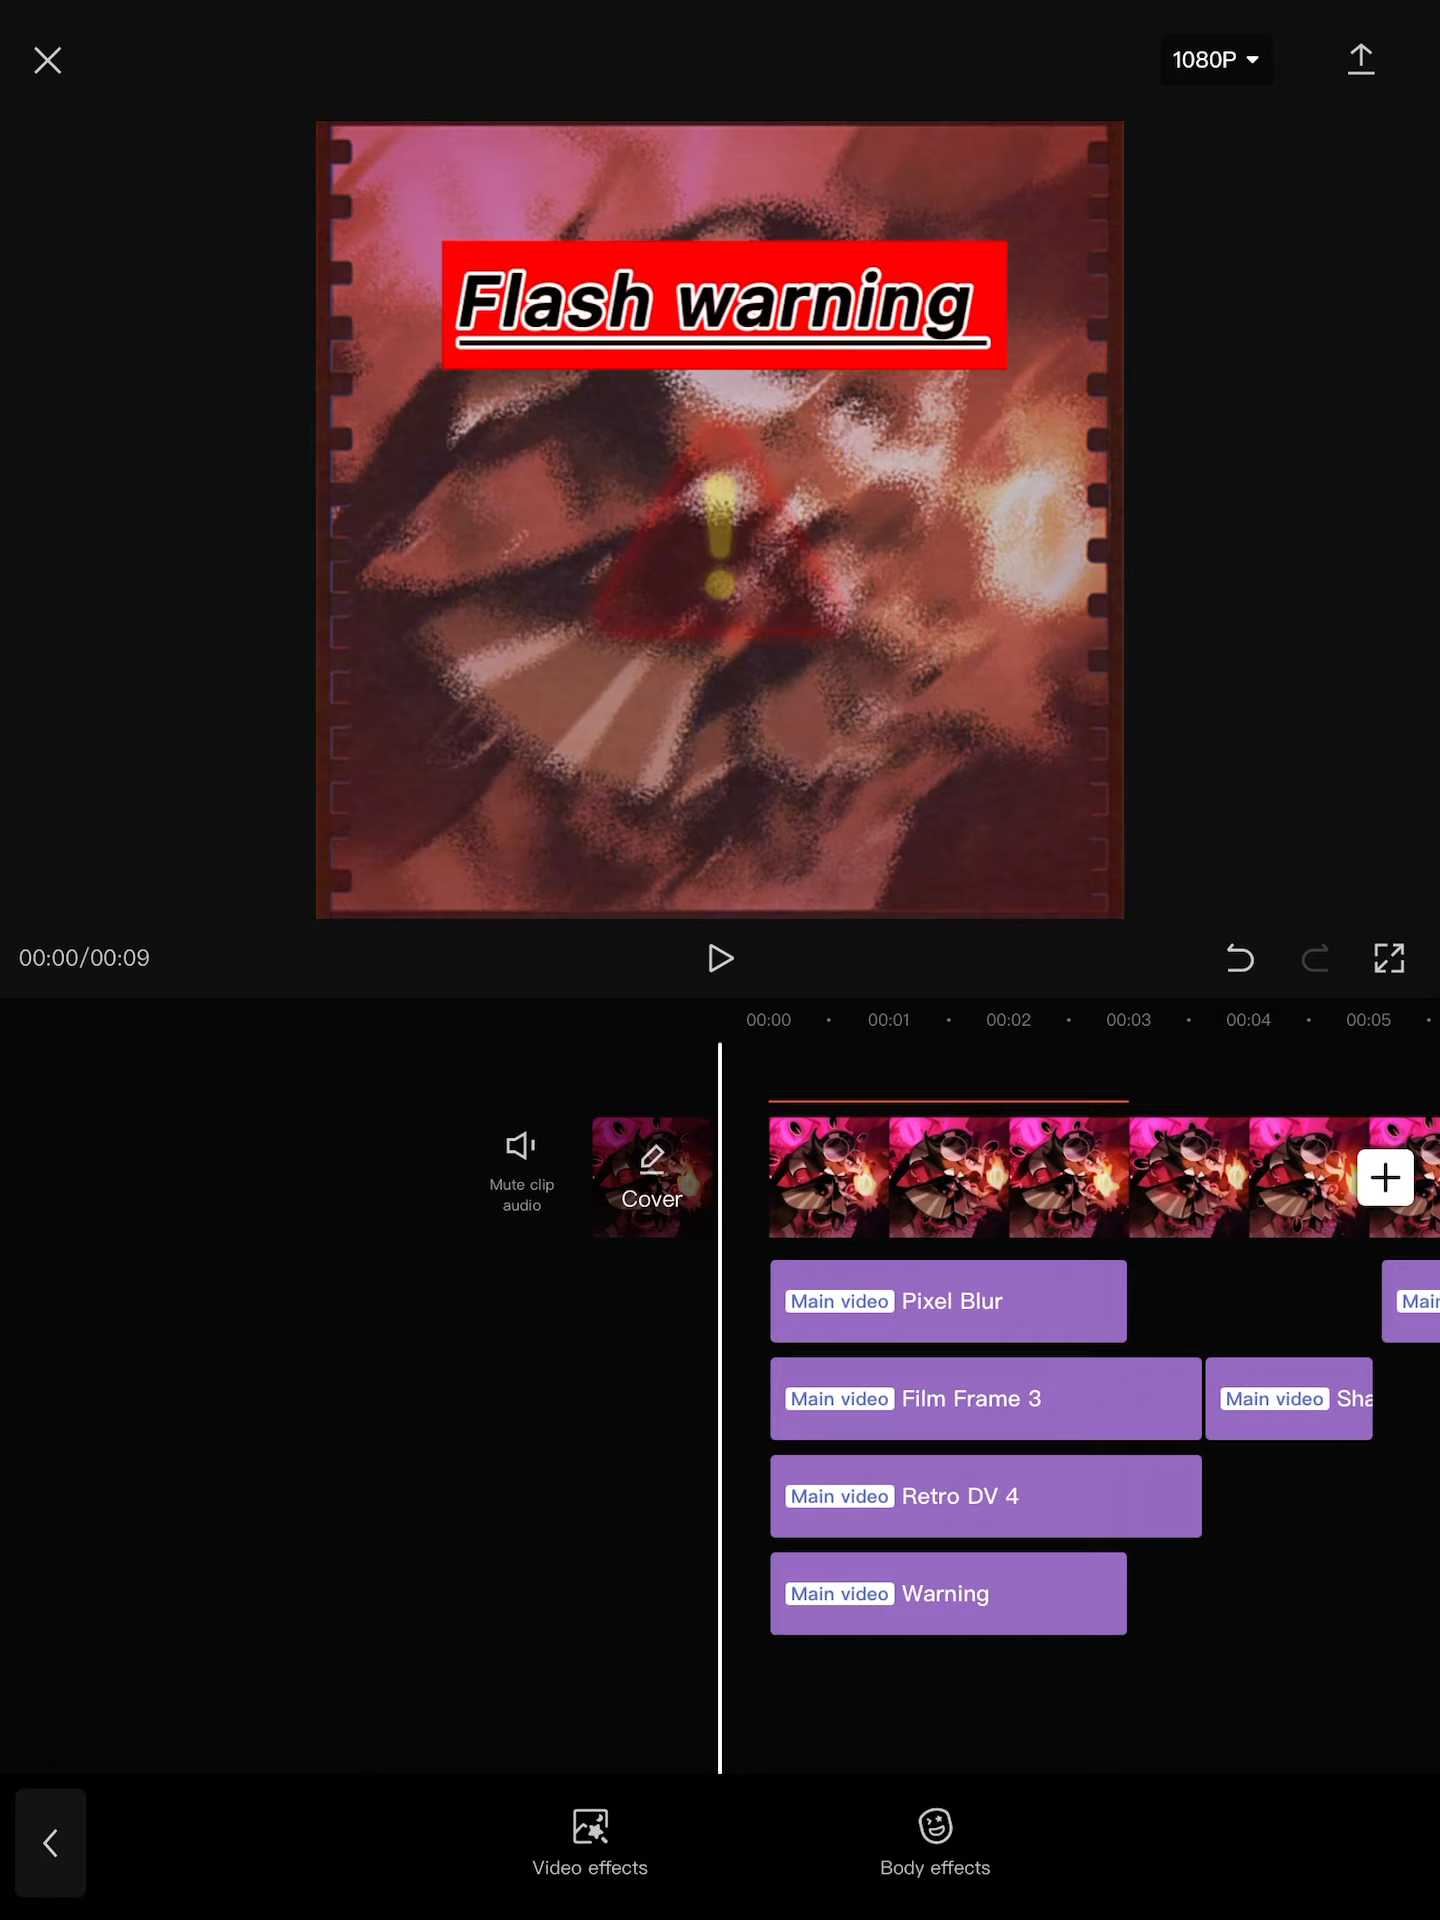 1080P
Flash warning
00:00/00:09
00:00 00:01 00:02 00:03 00:04 00:05
Mute clip
audio
Cover
Main video Pixel Blur
Main video Film Frame 3
Main video Sha
Main video Retro DV 4
Main video Warning
Video effects
Body effects